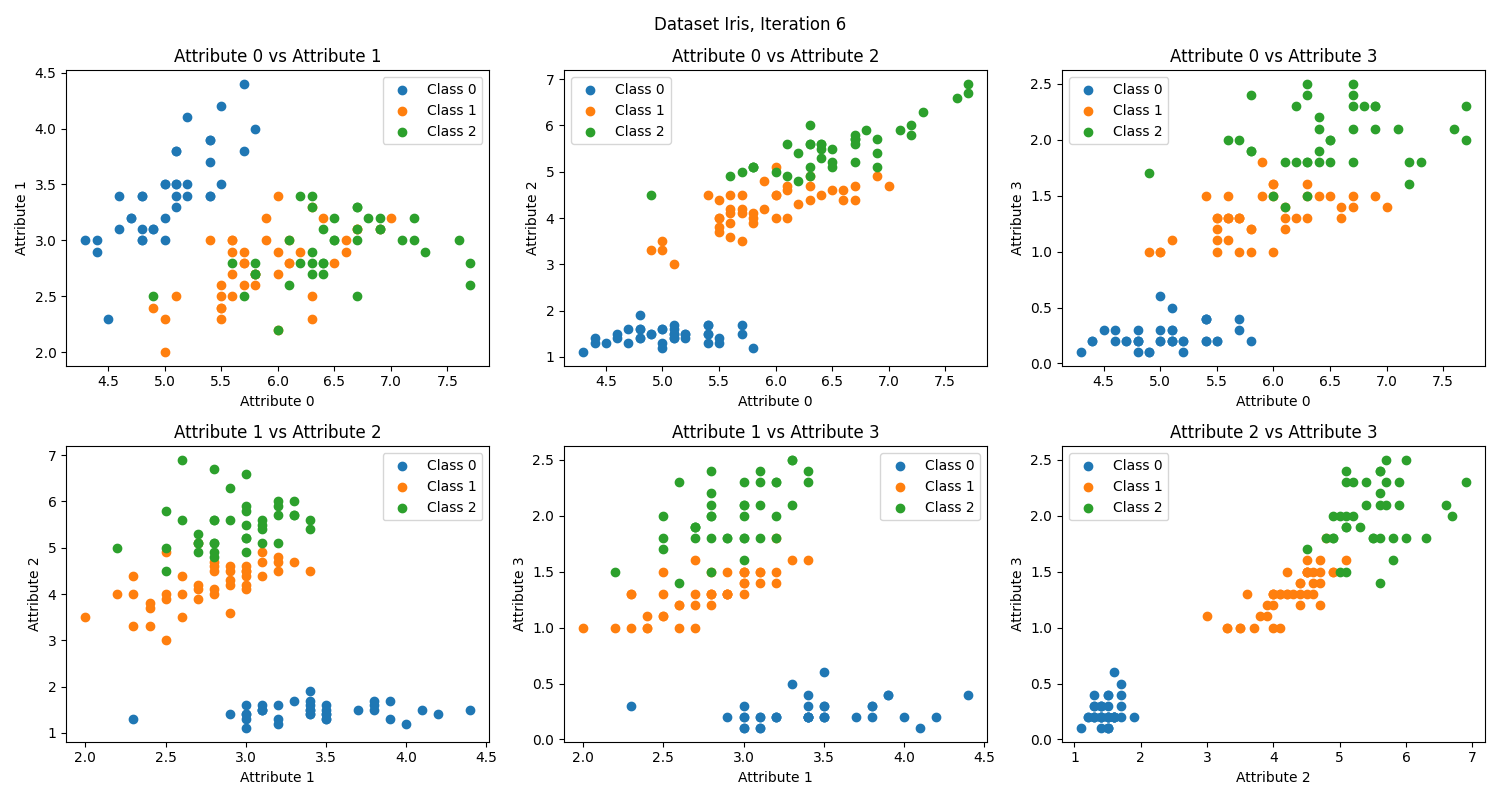 Dataset Iris, Iteration 6
Attribute 0 vs Attribute 1
4.5
4.0
3.5
3.0
2.5
2.0
Attribute 1
Class 0
Class 1
Class 2
4.5 5.0 5.5 6.0 6.5 7.0 7.5
Attribute 0
Attribute 0 vs Attribute 2
7
6
5
4
3
2
1
Attribute 2
Class 0
Class 1
Class 2
4.5 5.0 5.5 6.0 6.5 7.0 7.5
Attribute 0
Attribute 0 vs Attribute 3
2.5
2.0
1.5
1.0
0.5
0.0
Attribute 3
Class 0
Class 1
Class 2
4.5 5.0 5.5 6.0 6.5 7.0 7.5
Attribute 0
Attribute 1 vs Attribute 2
7
6
5
4
3
2
1
Attribute 2
Class 0
Class 1
Class 2
2.0 2.5 3.0 3.5 4.0 4.5
Attribute 1
Attribute 1 vs Attribute 3
2.5
2.0
1.5
1.0
0.5
0.0
Attribute 3
Class 0
Class 1
Class 2
2.0 2.5 3.0 3.5 4.0 4.5
Attribute 1
Attribute 2 vs Attribute 3
2.5
2.0
1.5
1.0
0.5
0.0
Attribute 3
Class 0
Class 1
Class 2
1 2 3 4 5 6 7
Attribute 2